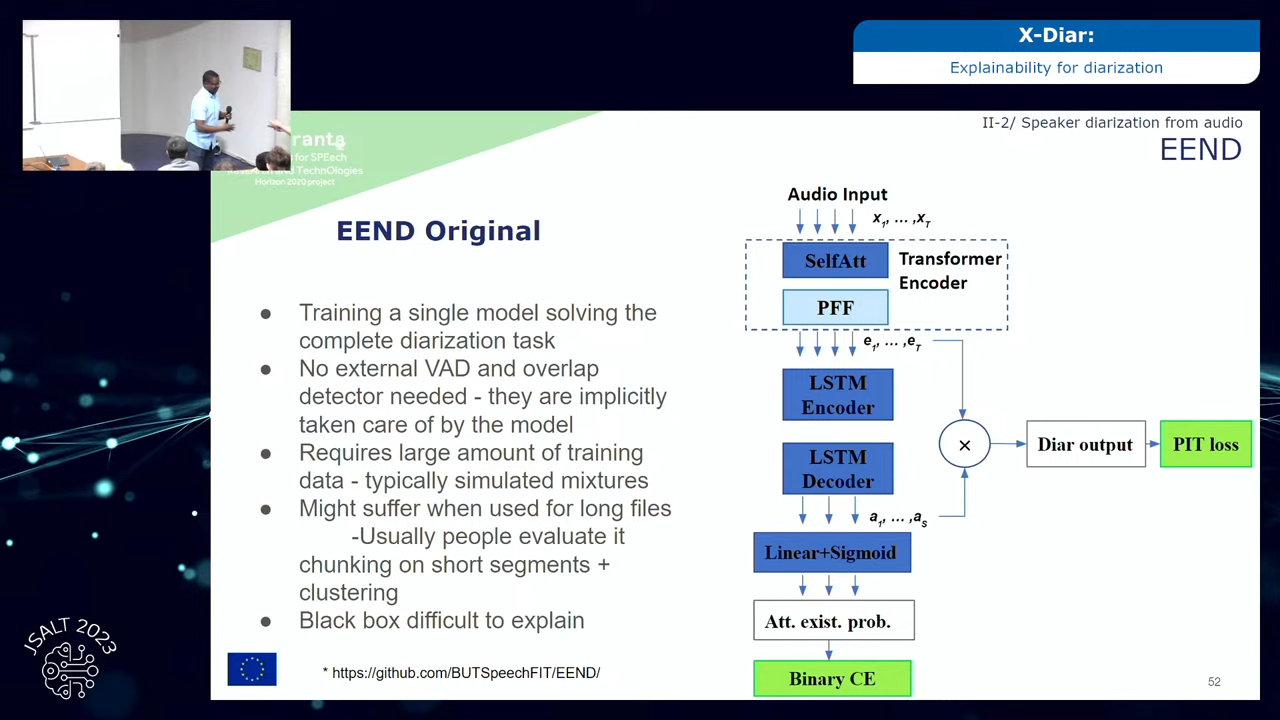 X-Diar:
Explainability for diarization
II-2/ Speaker diarization from audio
EEND
for SPEech
TechnOlogies
Horizon 2020 project
EEND Original
● Training a single model solving the
complete diarization task
● No external VAD and overlap
detector needed - they are implicitly
taken care of by the model
● Requires large amount of training
data - typically simulated mixtures
● Might suffer when used for long files
-Usually people evaluate it
chunking on short segments +
clustering
● Black box difficult to explain
* https://github.com/BUTSpeechFIT/EEND/
Audio Input
x1, ... ,xT
SelfAtt
Transformer
Encoder
PFF
e1, ... ,eT
LSTM
Encoder
LSTM
Decoder
×
Diar output
PIT loss
a1, ... ,aS
Linear+Sigmoid
Att. exist. prob.
Binary CE
JSALT 2023
52